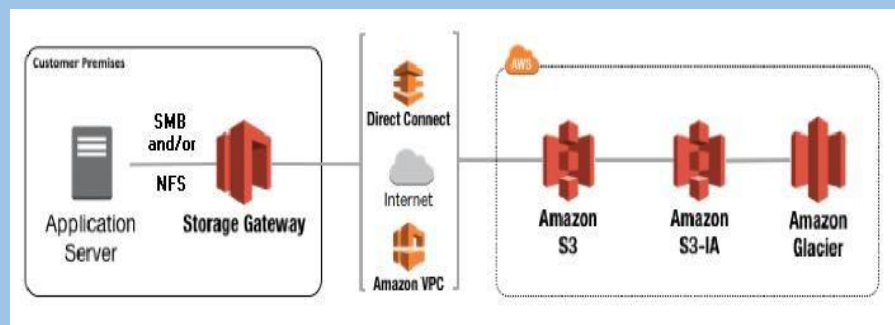 Customer Premises
SMB
and/or
NFS
Application
Server
Storage Gateway
Direct Connect
Internet
Amazon VPC
AWS
Amazon
S3
Amazon
S3-IA
Amazon
Glacier